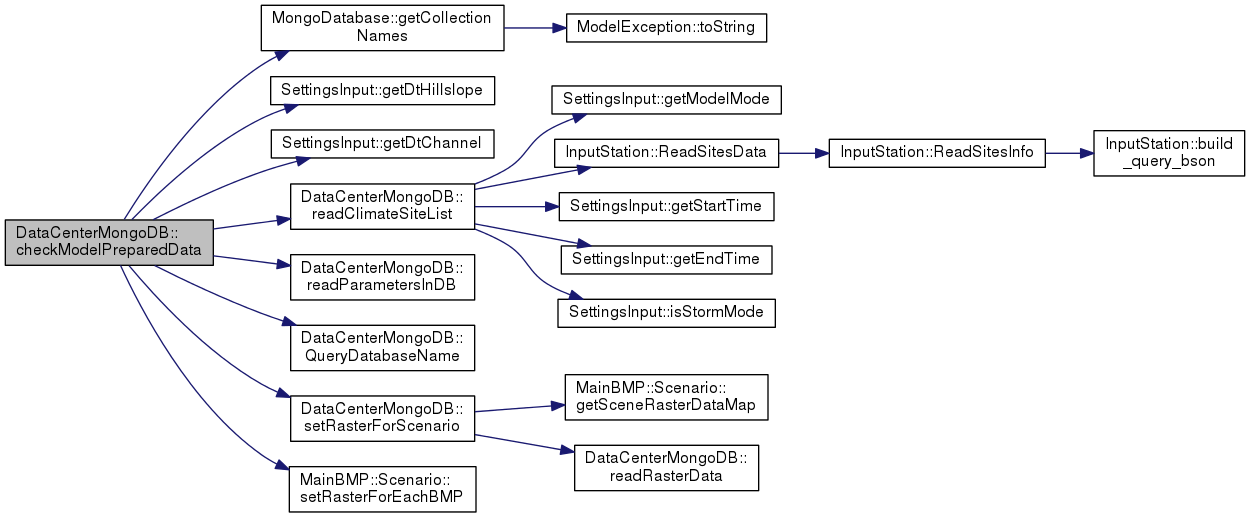 DataCenterMongoDB::
checkModelPreparedData
MongoDatabase::getCollection
Names
ModelException::toString
SettingsInput::getDtHillslope
SettingsInput::getDtChannel
DataCenterMongoDB::
readClimateSiteList
SettingsInput::getModelMode
InputStation::ReadSitesData
InputStation::ReadSitesInfo
InputStation::build
_query_bson
SettingsInput::getStartTime
SettingsInput::getEndTime
SettingsInput::isStormMode
DataCenterMongoDB::
readParametersInDB
DataCenterMongoDB::
QueryDatabaseName
DataCenterMongoDB::
setRasterForScenario
MainBMP::Scenario::
getSceneRasterDataMap
DataCenterMongoDB::
readRasterData
MainBMP::Scenario::
setRasterForEachBMP